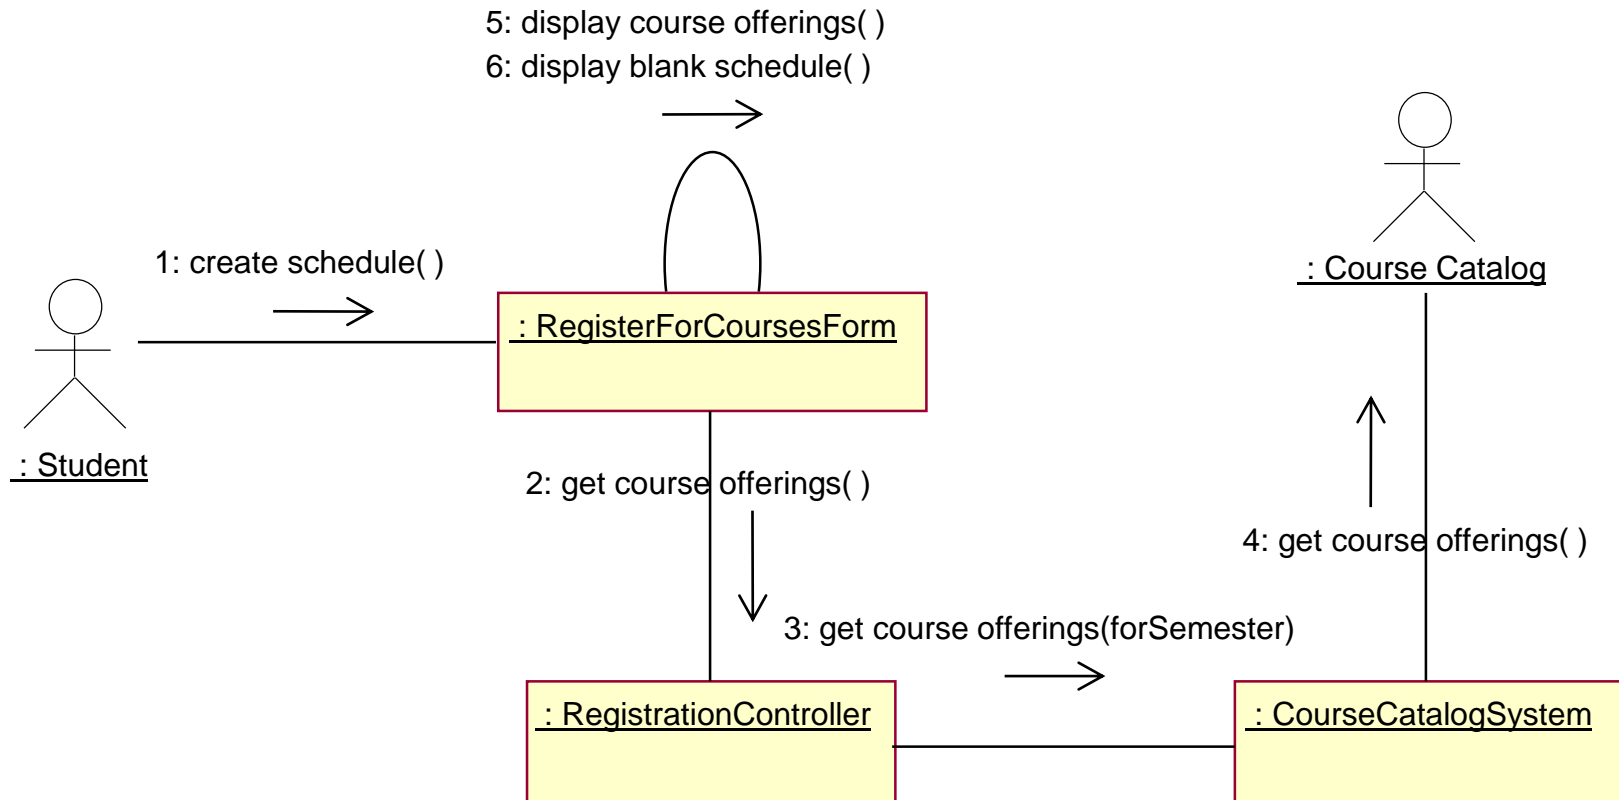 5: display course offerings( )
6: display blank schedule( )
1: create schedule( )
: Course Catalog
: RegisterForCoursesForm
: Student
2: get course offerings( )
4: get course offerings( )
3: get course offerings(forSemester)
: RegistrationController
: CourseCatalogSystem